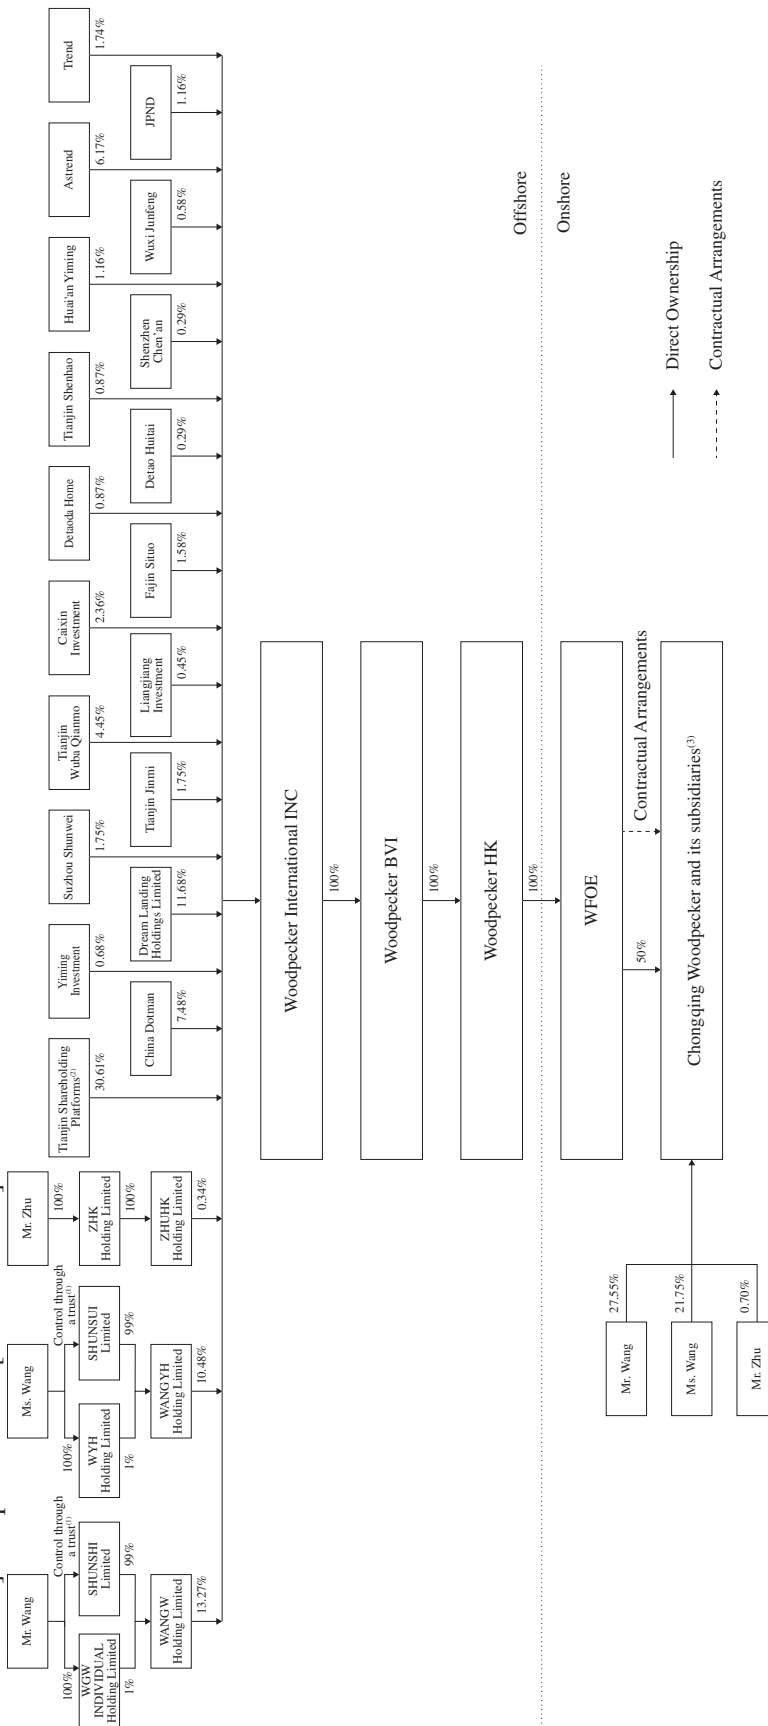 Mr. Wang
100%
Control through
a trust(1)
WGW
INDIVIDUAL
Holding Limited
SHUNSHI
Limited
1%
99%
WANGW
Holding Limited
13.27%
Ms. Wang
100%
Control through
a trust(1)
WYH
Holding Limited
SHUNSUI
Limited
1%
99%
WANGYH
Holding Limited
10.48%
Mr. Zhu
100%
ZHK
Holding Limited
100%
ZHUHK
Holding Limited
0.34%
Tianjin Shareholding
Platforms(2)
30.61%
China Dotman
7.48%
Yiming
Investment
0.68%
Dream Landing
Holdings Limited
11.68%
Suzhou Shunwei
1.75%
Tianjin Jinmi
1.75%
Tianjin
Wuba Qianmo
4.45%
Liangjiang
Investment
0.45%
Caixin
Investment
2.36%
Fajin Situo
1.58%
Detaoda Home
0.87%
Detao Huitai
0.29%
Tianjin Shenhao
0.87%
Shenzhen
Chen'an
0.29%
Huai'an Yiming
1.16%
Wuxi Junfeng
0.58%
Astrend
6.17%
JPND
1.16%
Trend
1.74%
Woodpecker International INC
100%
Woodpecker BVI
100%
Woodpecker HK
100%
Offshore
Onshore
WFOE
50%
Contractual Arrangements
Chongqing Woodpecker and its subsidiaries(3)
Mr. Wang
27.55%
Ms. Wang
21.75%
Mr. Zhu
0.70%
Direct Ownership
Contractual Arrangements